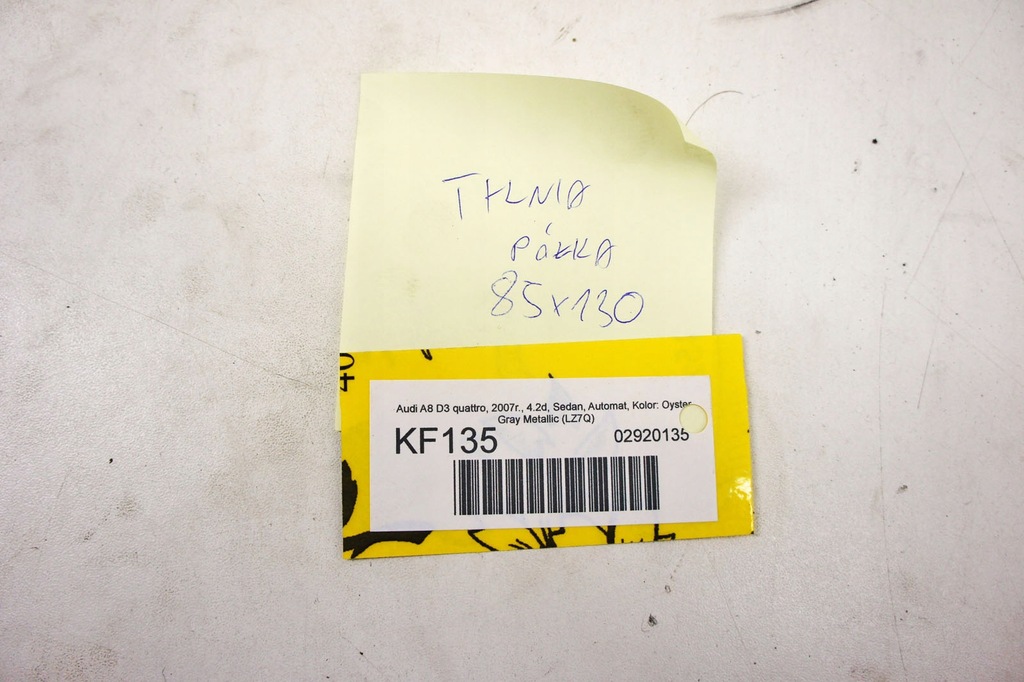 TYLNIA
PÓŁKA
85x130
40
Audi A8 D3 quattro, 2007r., 4.2d, Sedan, Automat, Kolor: Oyster
Gray Metallic (LZ7Q)
KF135
02920135